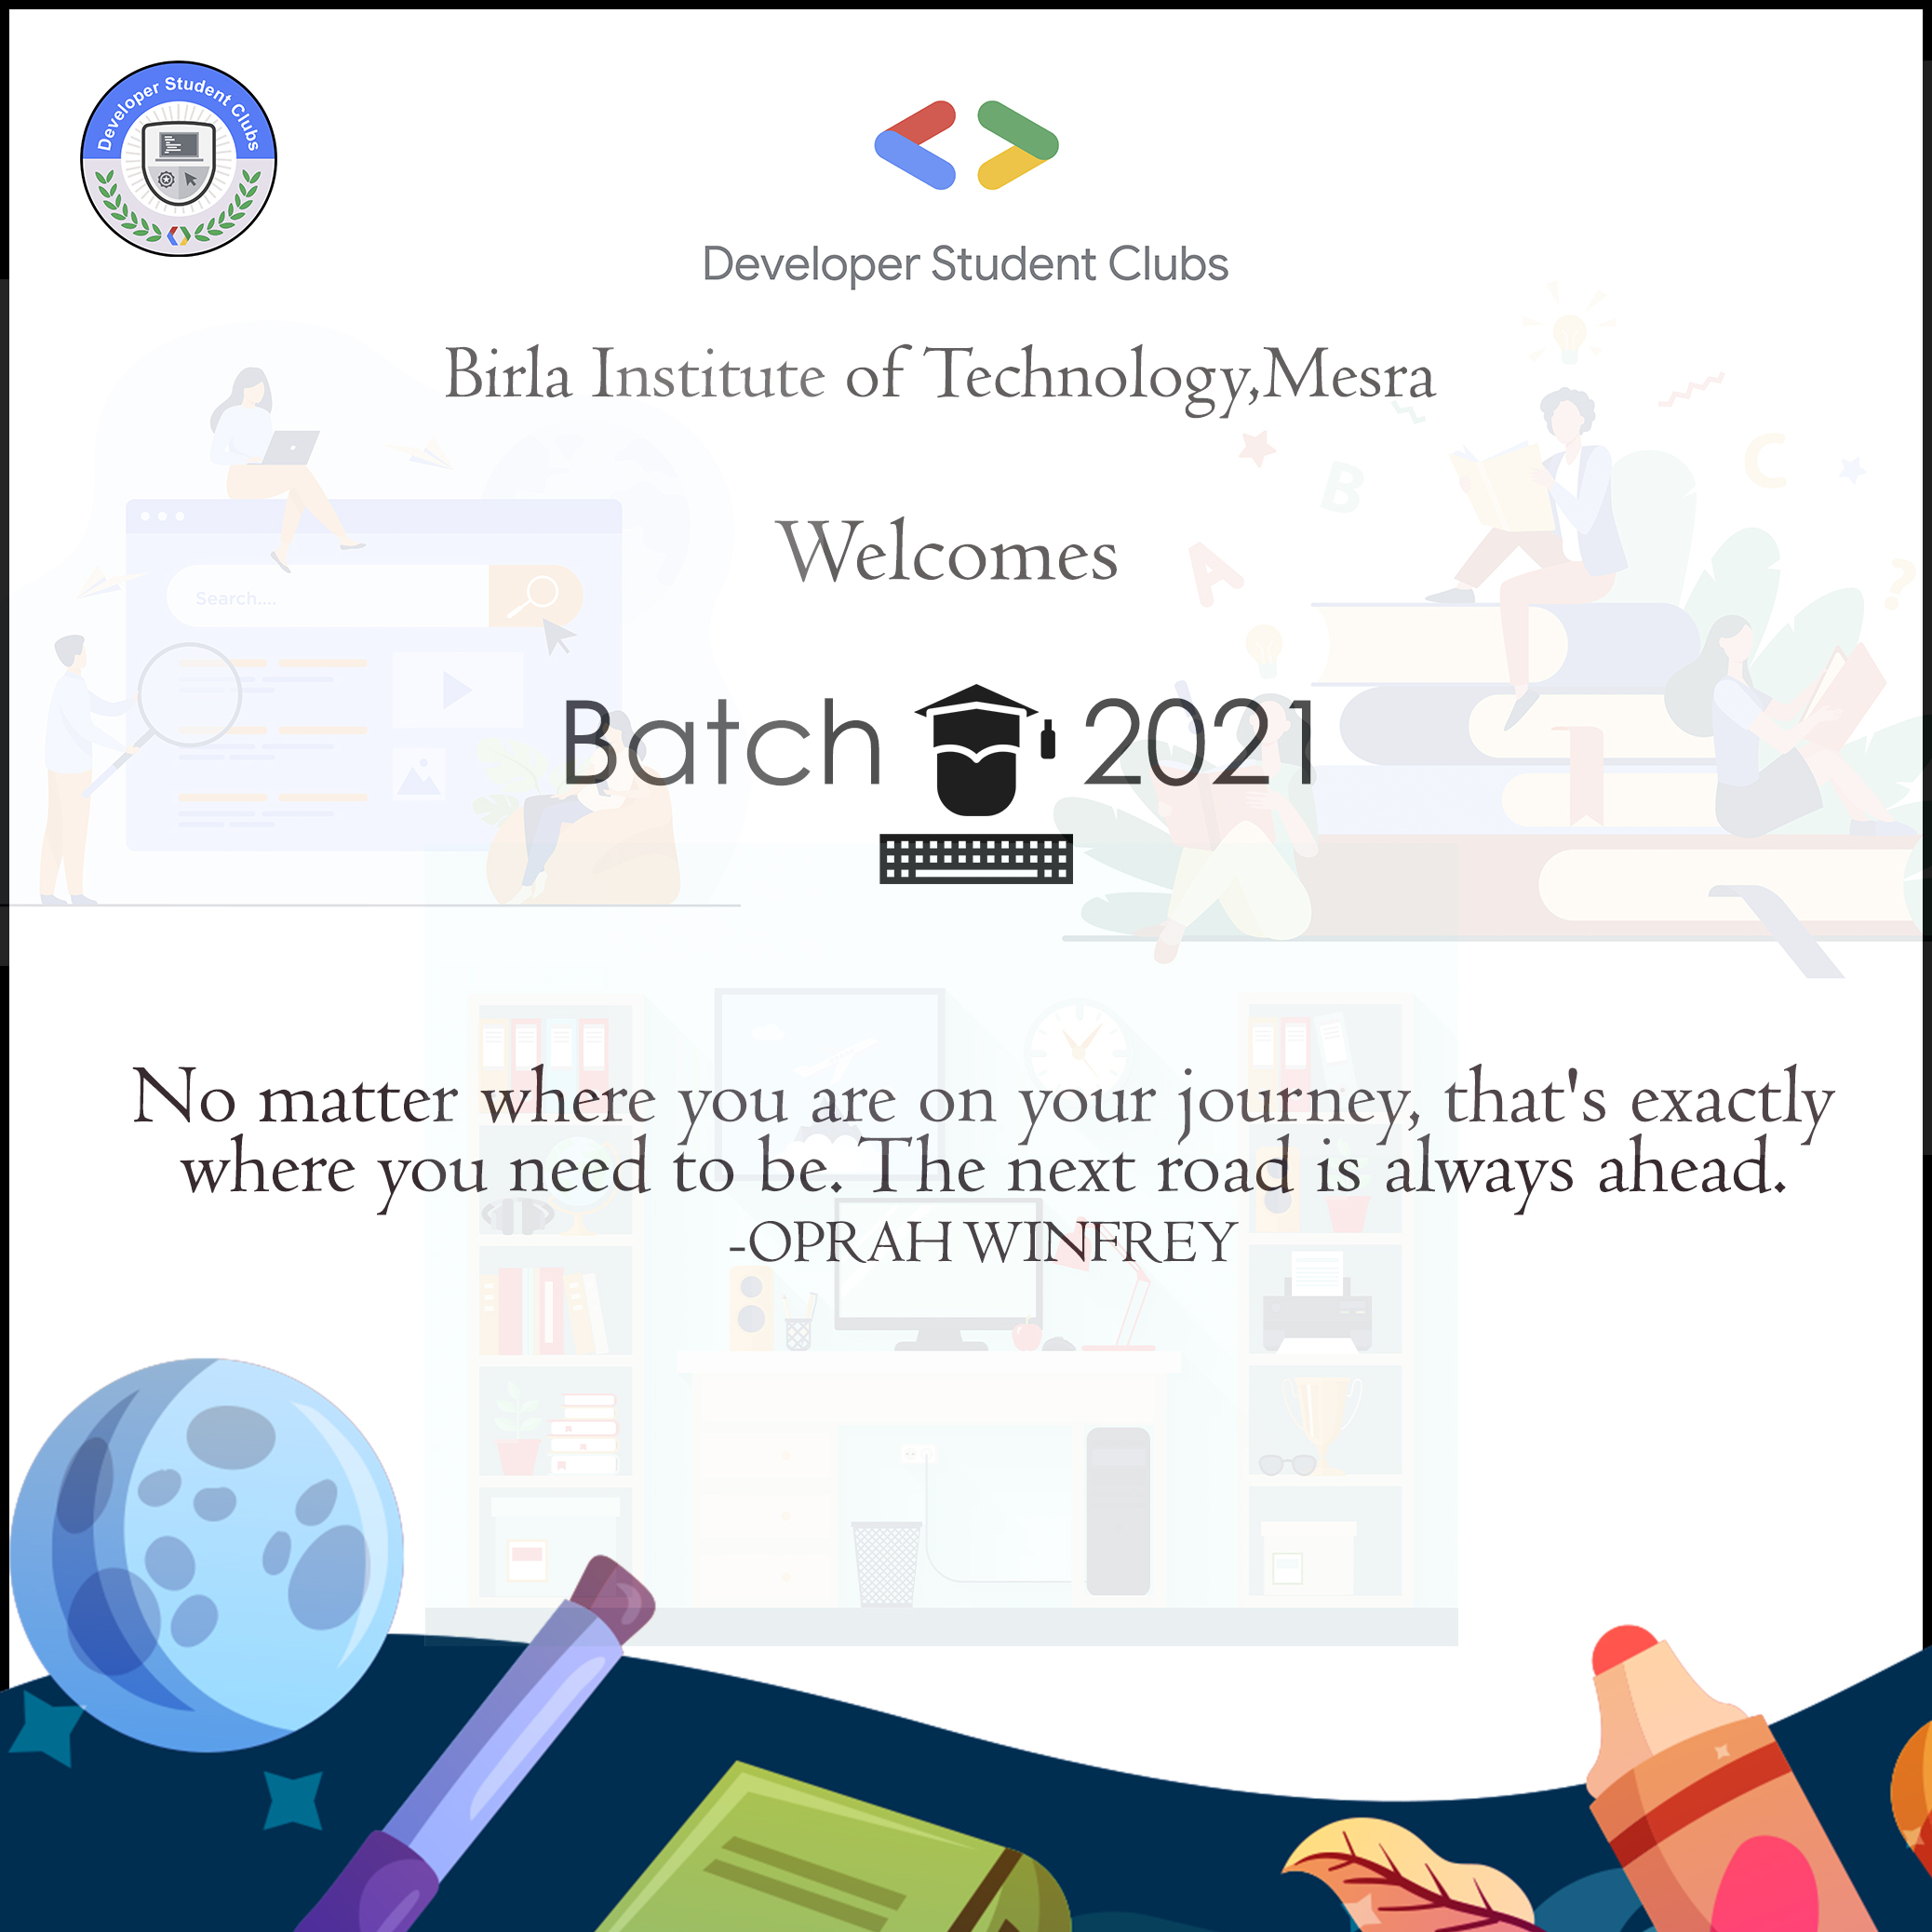 Developer Student Clubs
Developer Student Clubs
Birla Institute of Technology,Mesra
B
C
Welcomes
A
?
Search....
Batch 2021
No matter where you are on your journey, that's exactly
where you need to be. The next road is always ahead.
-OPRAH WINFREY